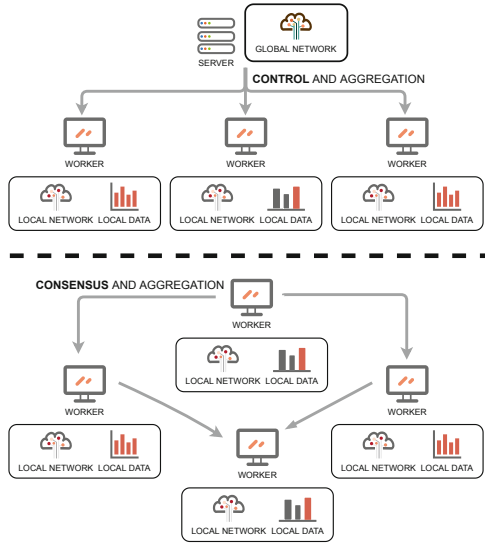 GLOBAL NETWORK
SERVER
CONTROL AND AGGREGATION
WORKER
WORKER
WORKER
LOCAL NETWORK LOCAL DATA
LOCAL NETWORK LOCAL DATA
LOCAL NETWORK LOCAL DATA
CONSENSUS AND AGGREGATION
WORKER
LOCAL NETWORK LOCAL DATA
WORKER
WORKER
LOCAL NETWORK LOCAL DATA
LOCAL NETWORK LOCAL DATA
WORKER
LOCAL NETWORK LOCAL DATA